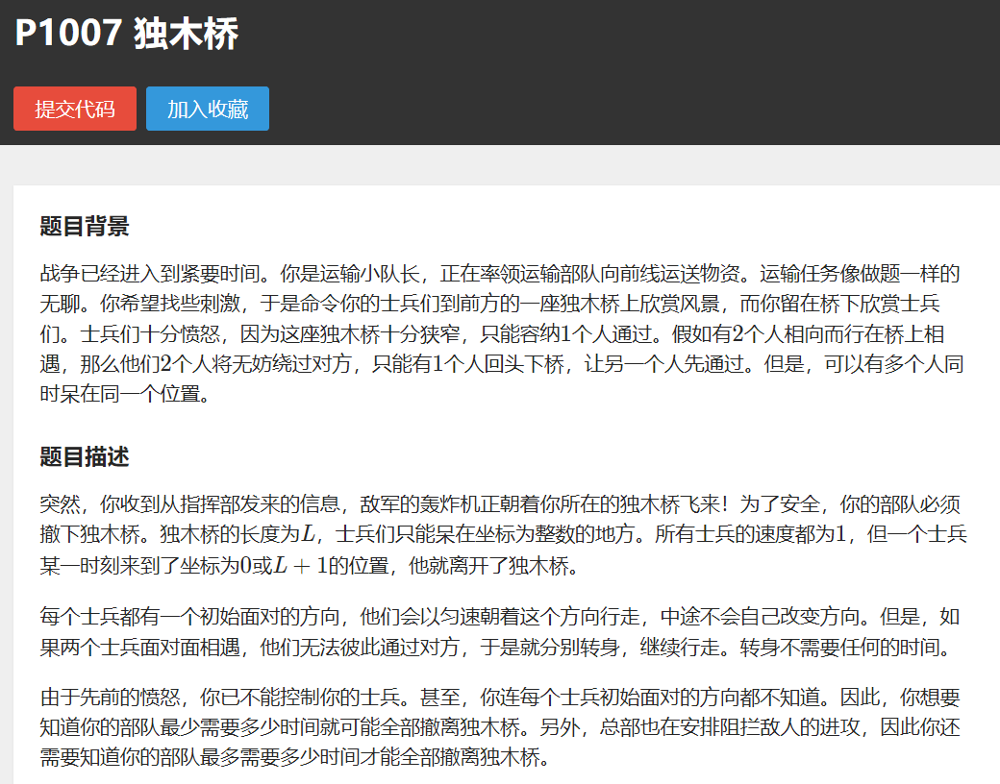 P1007 独木桥
提交代码 加入收藏
题目背景
战争已经进入到紧要时间。你是运输小队长，正在率领运输部队向前线运送物资。运输任务像做题一样的
无聊。你希望找些刺激，于是命令你的士兵们到前方的一座独木桥上欣赏风景，而你留在桥下欣赏士兵
们。士兵们十分愤怒，因为这座独木桥十分狭窄，只能容纳1个人通过。假如有2个人相向而行在桥上相
遇，那么他们2个人将无妨绕过对方，只能有1个人回头下桥，让另一个人先通过。但是，可以有多个人同
时呆在同一个位置。
题目描述
突然，你收到从指挥部发来的信息，敌军的轰炸机正朝着你所在的独木桥飞来！为了安全，你的部队必须
撤下独木桥。独木桥的长度为L，士兵们只能呆在坐标为整数的地方。所有士兵的速度都为1，但一个士兵
某一时刻来到了坐标为0或L + 1的位置，他就离开了独木桥。
每个士兵都有一个初始面对的方向，他们会以匀速朝着这个方向行走，中途不会自己改变方向。但是，如
果两个士兵面对面相遇，他们无法彼此通过对方，于是就分别转身，继续行走。转身不需要任何的时间。
由于先前的愤怒，你已不能控制你的士兵。甚至，你连每个士兵初始面对的方向都不知道。因此，你想要
知道你的部队最少需要多少时间就可能全部撤离独木桥。另外，总部也在安排阻拦敌人的进攻，因此你还
需要知道你的部队最多需要多少时间才能全部撤离独木桥。